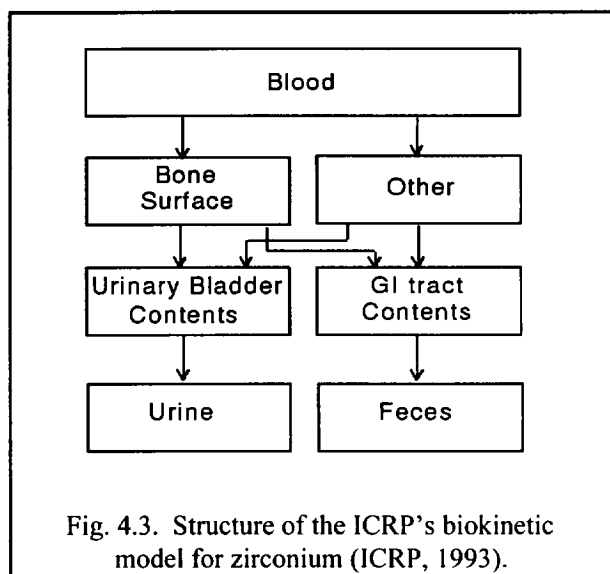 Blood
Bone
Surface
Other
Urinary Bladder
Contents
GI tract
Contents
Urine
Feces
Fig. 4.3. Structure of the ICRP's biokinetic
model for zirconium (ICRP, 1993).